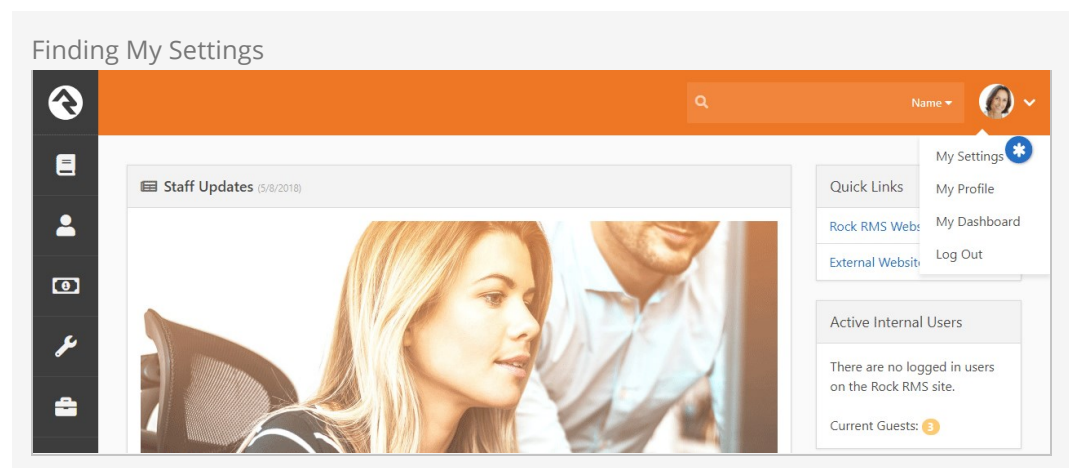 Finding My Settings
Name
My Settings
My Profile
My Dashboard
Log Out
Staff Updates (5/8/2018)
Quick Links
Rock RMS Webs
External Website
Active Internal Users
There are no logged in users
on the Rock RMS site.
Current Guests: 3